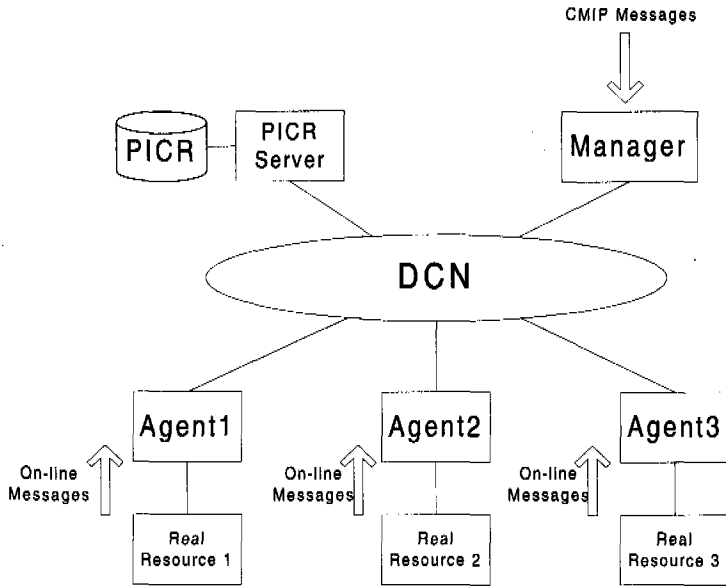 CMIP Messages
PICR
PICR
Server
Manager
DCN
Agent1
Agent2
Agent3
On-line
Messages
On-line
Messages
On-line
Messages
Real
Resource 1
Real
Resource 2
Real
Resource 3